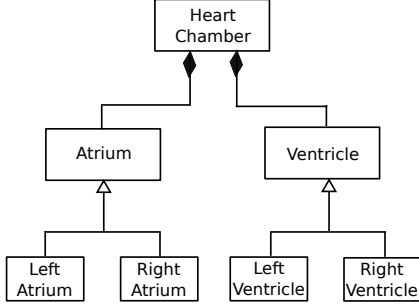 Heart
Chamber
Atrium
Ventricle
Left
Atrium
Right
Atrium
Left
Ventricle
Right
Ventricle